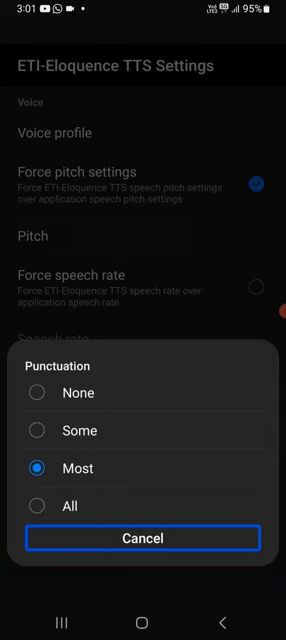 3:01
95%
ETI-Eloquence TTS Settings
Voice
Voice profile
Force pitch settings
Force ETI-Eloquence TTS speech pitch settings
over application speech pitch settings
Pitch
Force speech rate
Force ETI-Eloquence TTS speech rate over
application speech rate
Speech rate
Punctuation
None
Some
Most
All
Cancel